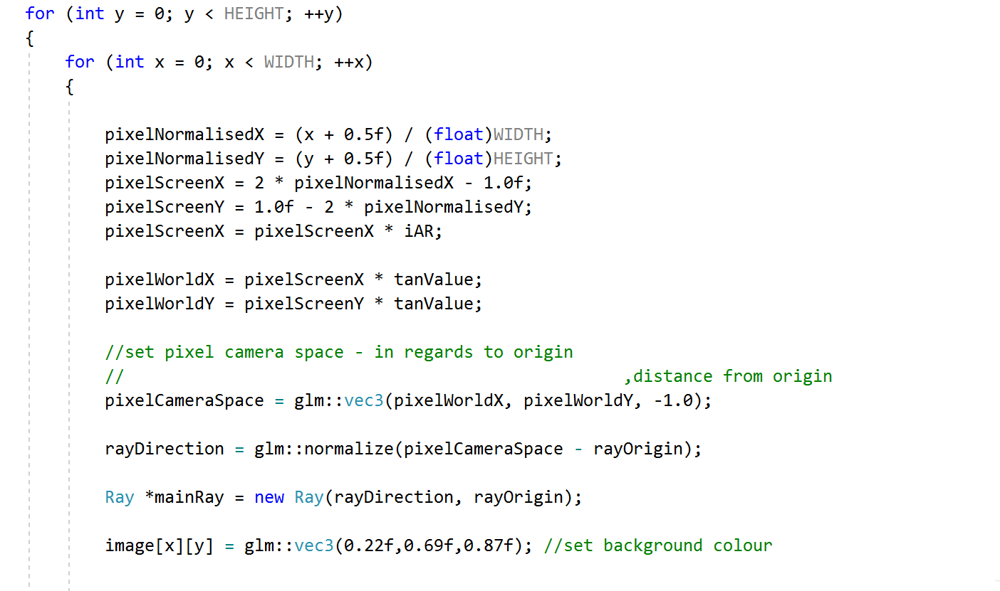 for (int y = 0; y < HEIGHT; ++y)
{
for (int x = 0; x < WIDTH; ++x)
{
pixelNormalisedX = (x + 0.5f) / (float)WIDTH;
pixelNormalisedY = (y + 0.5f) / (float)HEIGHT;
pixelScreenX = 2 * pixelNormalisedX - 1.0f;
pixelScreenY = 1.0f - 2 * pixelNormalisedY;
pixelScreenX = pixelScreenX * iAR;
pixelWorldX = pixelScreenX * tanValue;
pixelWorldY = pixelScreenY * tanValue;
//set pixel camera space - in regards to origin
// ,distance from origin
pixelCameraSpace = glm::vec3(pixelWorldX, pixelWorldY, -1.0);
rayDirection = glm::normalize(pixelCameraSpace - rayOrigin);
Ray *mainRay = new Ray(rayDirection, rayOrigin);
image[x][y] = glm::vec3(0.22f,0.69f,0.87f); //set background colour